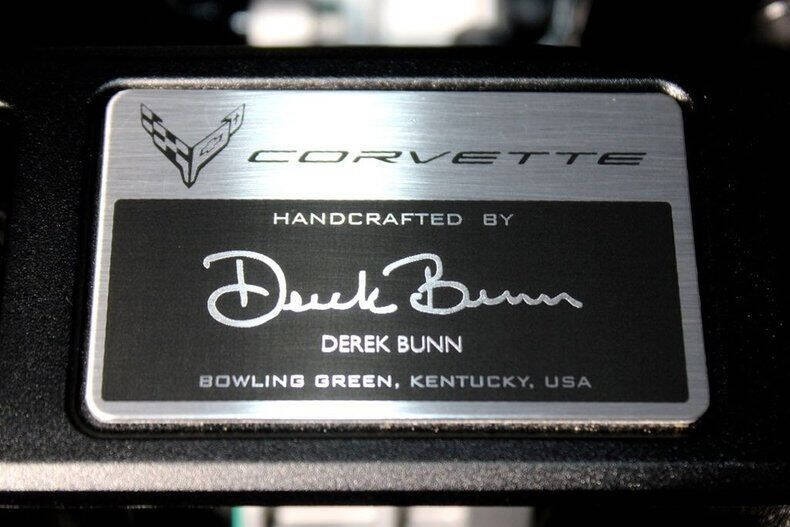 CORVETTE
HANDCRAFTED BY
Derek Bunn
DEREK BUNN
BOWLING GREEN, KENTUCKY, USA